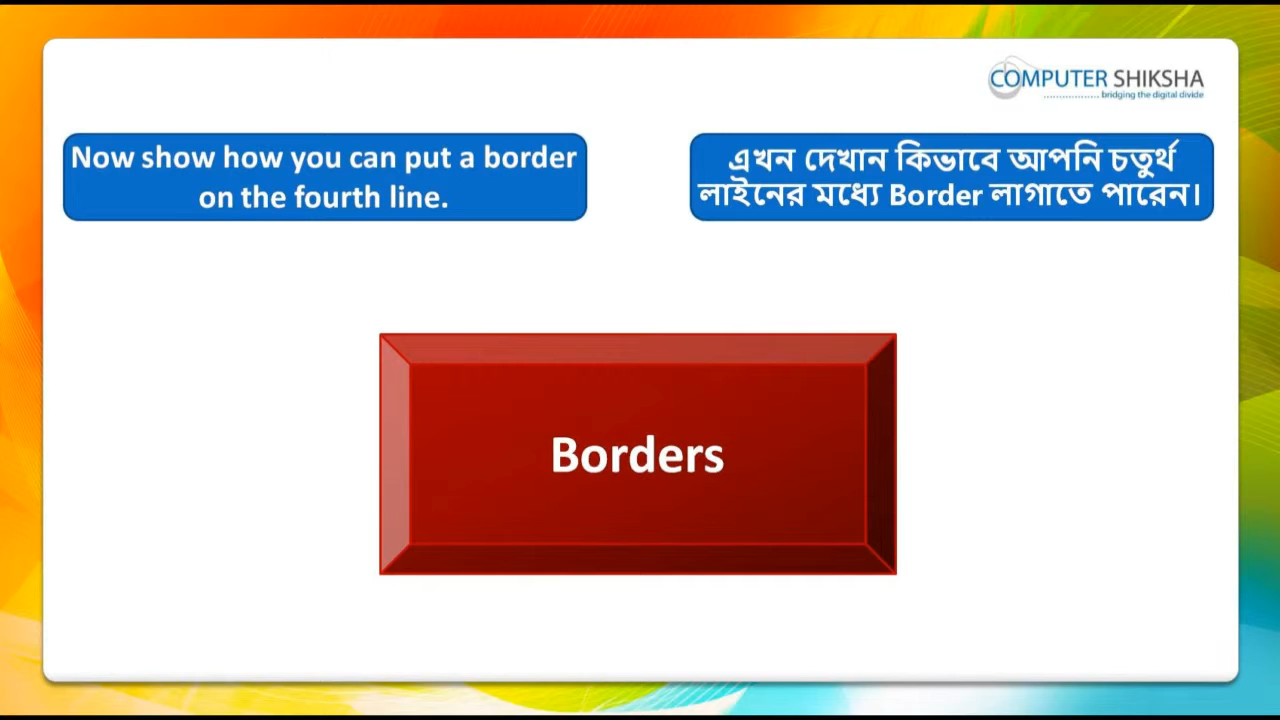 COMPUTER SHIKSHA
bridging the digital divide
Now show how you can put a border
on the fourth line.
এখন দেখান কিভাবে আপনি চতুর্থ
লাইনের মধ্যে Border লাগাতে পারেন।
Borders